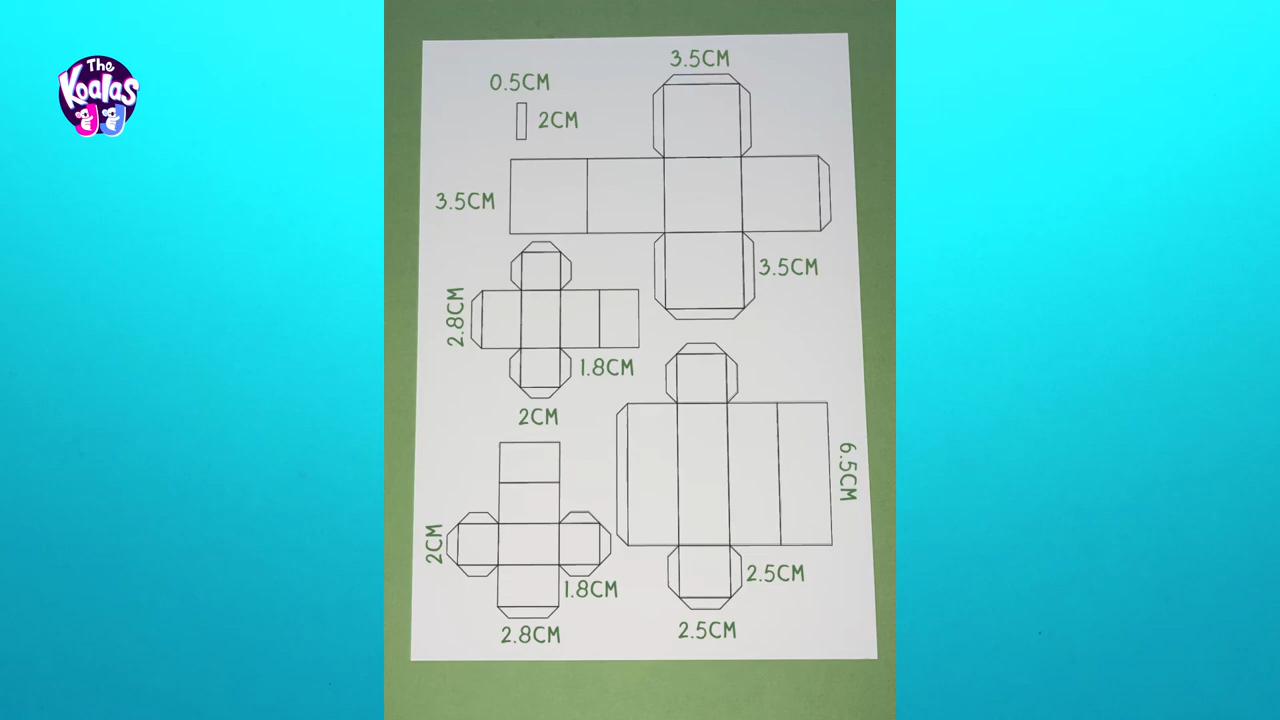 The
Koalas
3.5CM
0.5CM
2CM
3.5CM
3.5CM
2.8CM
1.8CM
2CM
6.5CM
2CM
2.5CM
1.8CM
2.5CM
2.8CM